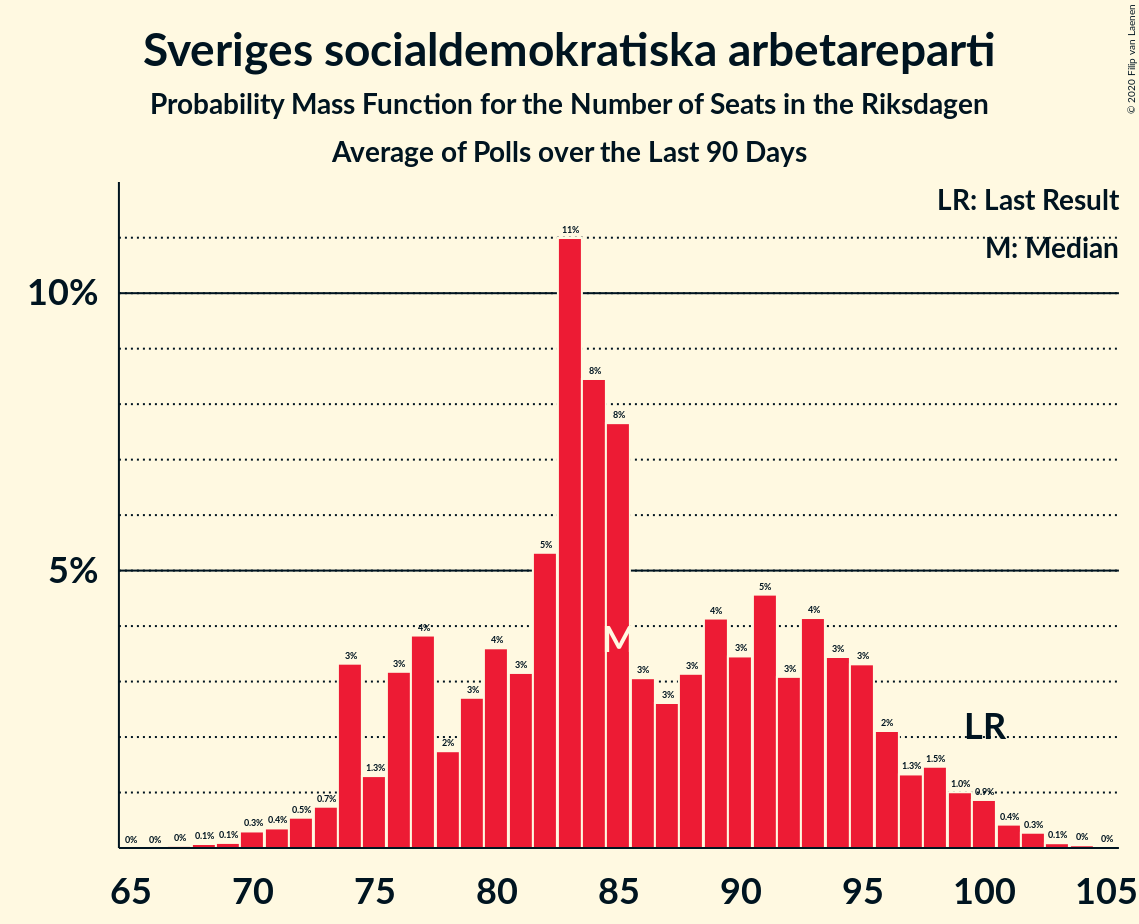 Sveriges socialdemokratiska arbetareparti
Probability Mass Function for the Number of Seats in the Riksdagen
Average of Polls over the Last 90 Days
© 2020 Filip van Laenen
LR: Last Result
M: Median
10%
5%
0% 0% 0% 0.1% 0.1% 0.3% 0.4% 0.5% 0.7% 3% 1.3% 3% 4% 2% 3% 4% 3% 5% 11% 8% 8% 3% 3% 3% 4% 3% 5% 3% 4% 3% 3% 2% 1.3% 1.5% 1.0% 0.9% 0.4% 0.3% 0.1% 0% 0%
M
LR
65 70 75 80 85 90 95 100 105